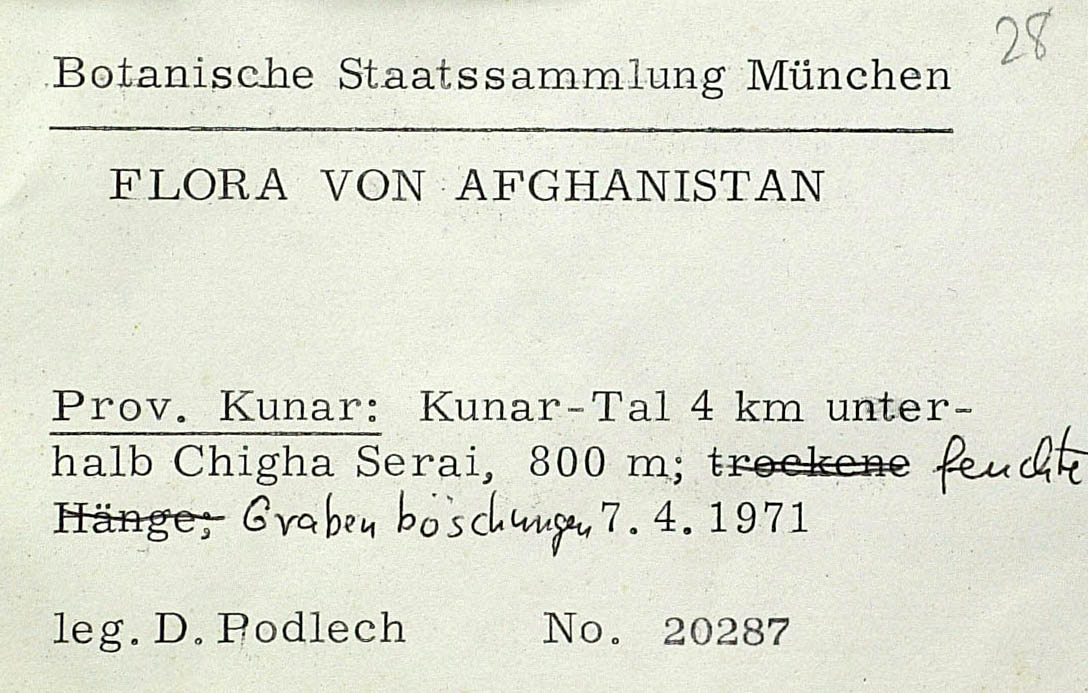 28
Botanische Staatssammlung München
FLORA VON AFGHANISTAN
Prov. Kunar: Kunar-Tal 4 km unter-
halb Chigha Serai, 800 m; trockene feuchte
Hänge; Grabenböschungen 7. 4. 1971
leg. D. Podlech No. 20287